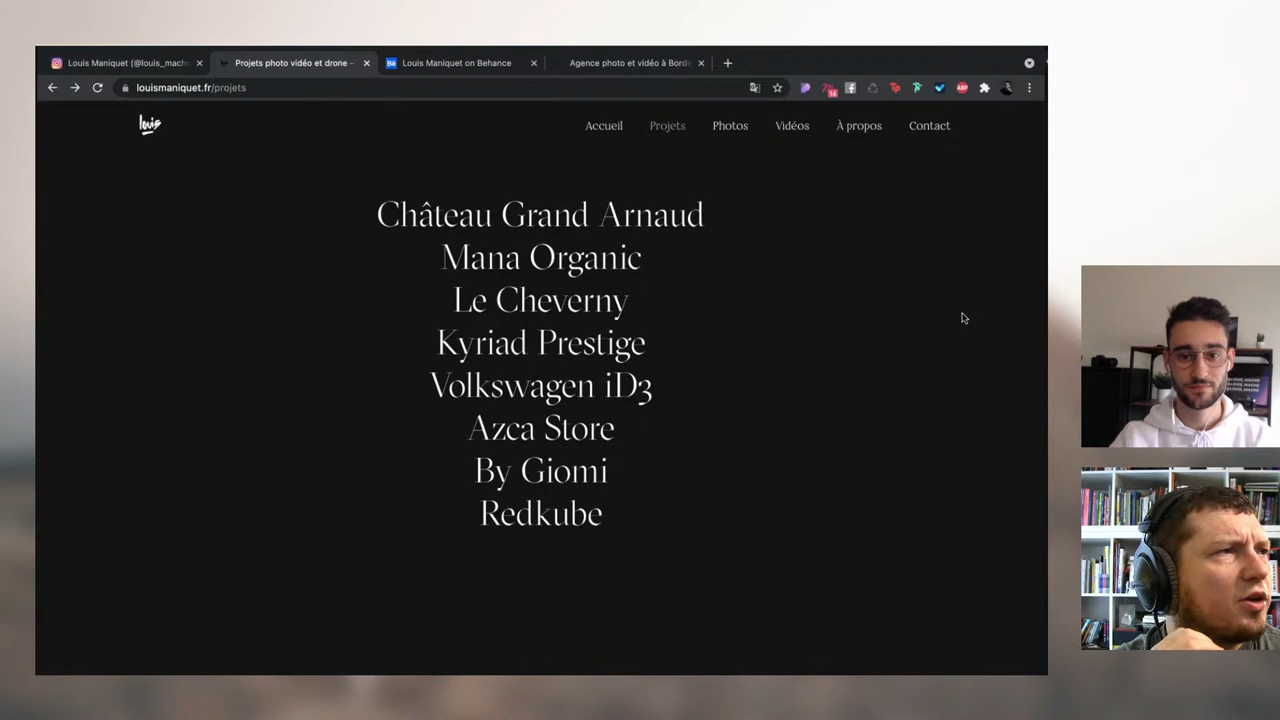 Louis Maniquet (@louis_machs
Projets photo vidéo et drone –
Bē Louis Maniquet on Behance
Agence photo et vidéo à Borde
louismaniquet.fr/projets
louis
Accueil
Projets
Photos
Vidéos
À propos
Contact
Château Grand Arnaud
Mana Organic
Le Cheverny
Kyriad Prestige
Volkswagen iD3
Azca Store
By Giomi
Redkube